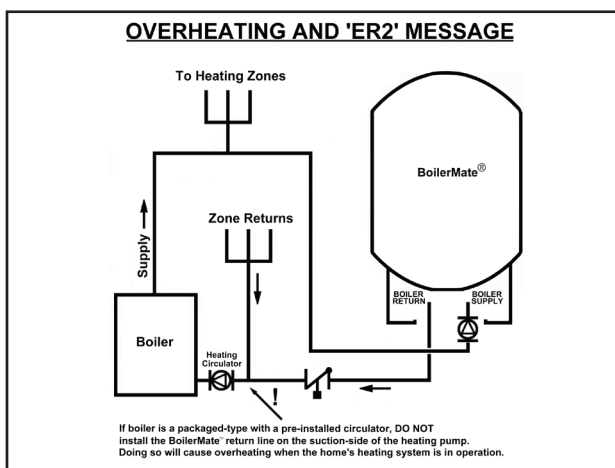 OVERHEATING AND 'ER2' MESSAGE
To Heating Zones
BoilerMate®
Supply
Zone Returns
BOILER
RETURN
BOILER
SUPPLY
Boiler
Heating
Circulator
!
If boiler is a packaged-type with a pre-installed circulator, DO NOT
install the BoilerMate™ return line on the suction-side of the heating pump.
Doing so will cause overheating when the home's heating system is in operation.